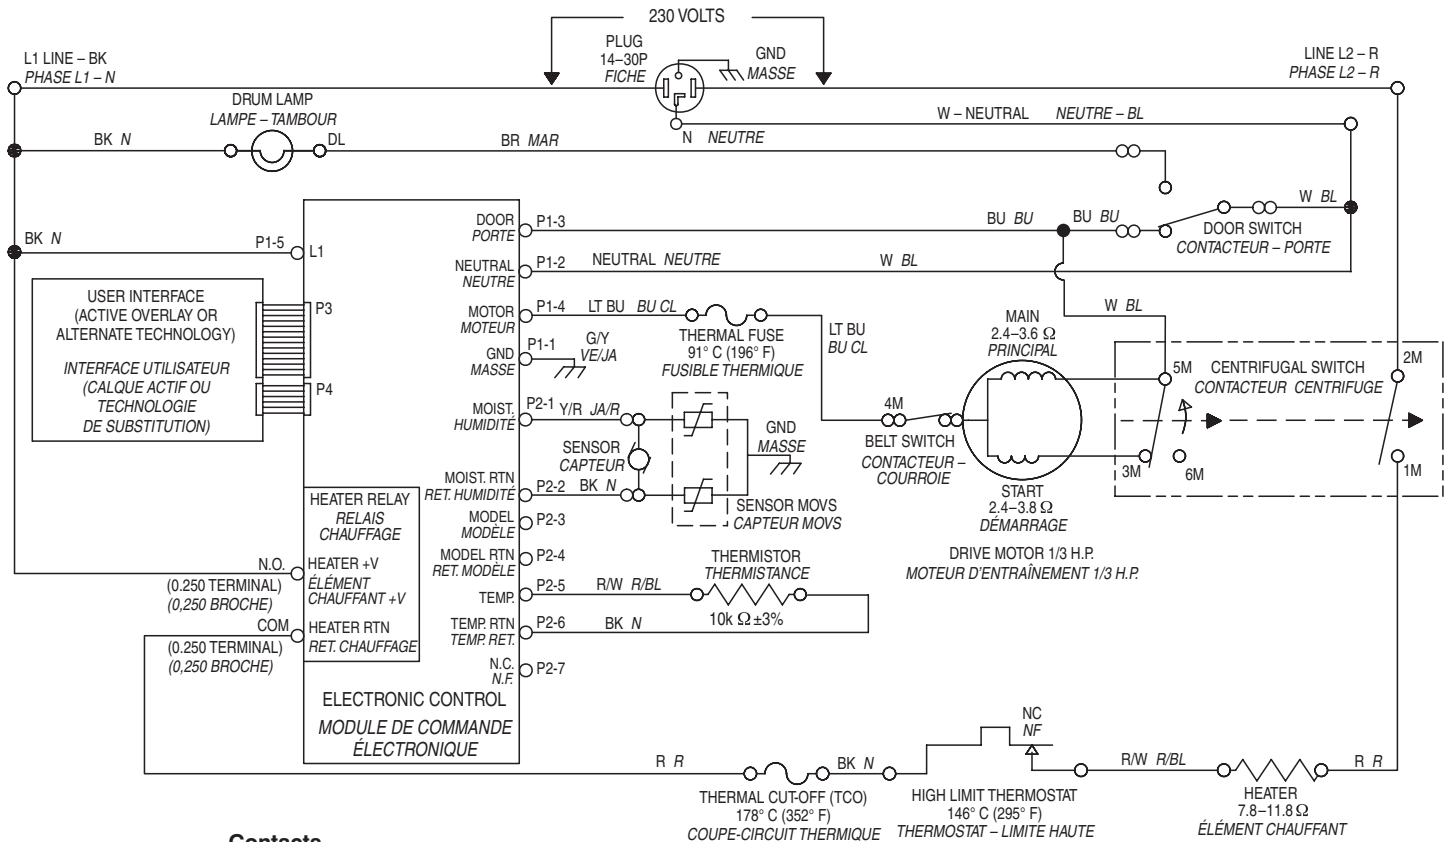 230 VOLTS
L1 LINE – BK
PHASE L1 – N
PLUG
14–30P
FICHE
GND
MASSE
LINE L2 – R
PHASE L2 – R
DRUM LAMP
LAMPE – TAMBOUR
W – NEUTRAL NEUTRE – BL
N NEUTRE
BK N
DL
BR MAR
W BL
DOOR
PORTE
P1-3
BU BU
BU BU
DOOR SWITCH
CONTACTEUR – PORTE
BK N
P1-5
L1
NEUTRAL
NEUTRE
P1-2
NEUTRAL NEUTRE
W BL
USER INTERFACE
(ACTIVE OVERLAY OR
ALTERNATE TECHNOLOGY)
INTERFACE UTILISATEUR
(CALQUE ACTIF OU
TECHNOLOGIE
DE SUBSTITUTION)
P3
P4
MOTOR
MOTEUR
P1-4
LT BU BU CL
THERMAL FUSE
91° C (196° F)
FUSIBLE THERMIQUE
LT BU
BU CL
W BL
MAIN
2.4–3.6 Ω
PRINCIPAL
GND
MASSE
P1-1
G/Y
VE/JA
5M
CENTRIFUGAL SWITCH
CONTACTEUR CENTRIFUGE
2M
MOIST.
HUMIDITÉ
P2-1
Y/R JA/R
SENSOR
CAPTEUR
GND
MASSE
4M
BELT SWITCH
CONTACTEUR –
COURROIE
3M
6M
1M
MOIST. RTN
RET. HUMIDITÉ
P2-2
BK N
SENSOR MOVS
CAPTEUR MOVS
START
2.4–3.8 Ω
DÉMARRAGE
HEATER RELAY
RELAIS
CHAUFFAGE
MODEL
MODÈLE
P2-3
MODEL RTN
RET. MODÈLE
P2-4
THERMISTOR
THERMISTANCE
DRIVE MOTOR 1/3 H.P.
MOTEUR D'ENTRAÎNEMENT 1/3 H.P.
N.O.
(0.250 TERMINAL)
(0,250 BROCHE)
HEATER +V
ÉLÉMENT
CHAUFFANT +V
TEMP.
P2-5
R/W R/BL
10k Ω ±3%
COM
(0.250 TERMINAL)
(0,250 BROCHE)
HEATER RTN
RET. CHAUFFAGE
TEMP. RTN
TEMP. RET.
P2-6
BK N
N.C.
N.F.
P2-7
ELECTRONIC CONTROL
MODULE DE COMMANDE
ÉLECTRONIQUE
NC
NF
R R
BK N
R/W R/BL
R R
THERMAL CUT-OFF (TCO)
178° C (352° F)
COUPE-CIRCUIT THERMIQUE
HIGH LIMIT THERMOSTAT
146° C (295° F)
THERMOSTAT – LIMITE HAUTE
HEATER
7.8–11.8 Ω
ÉLÉMENT CHAUFFANT
Contacts